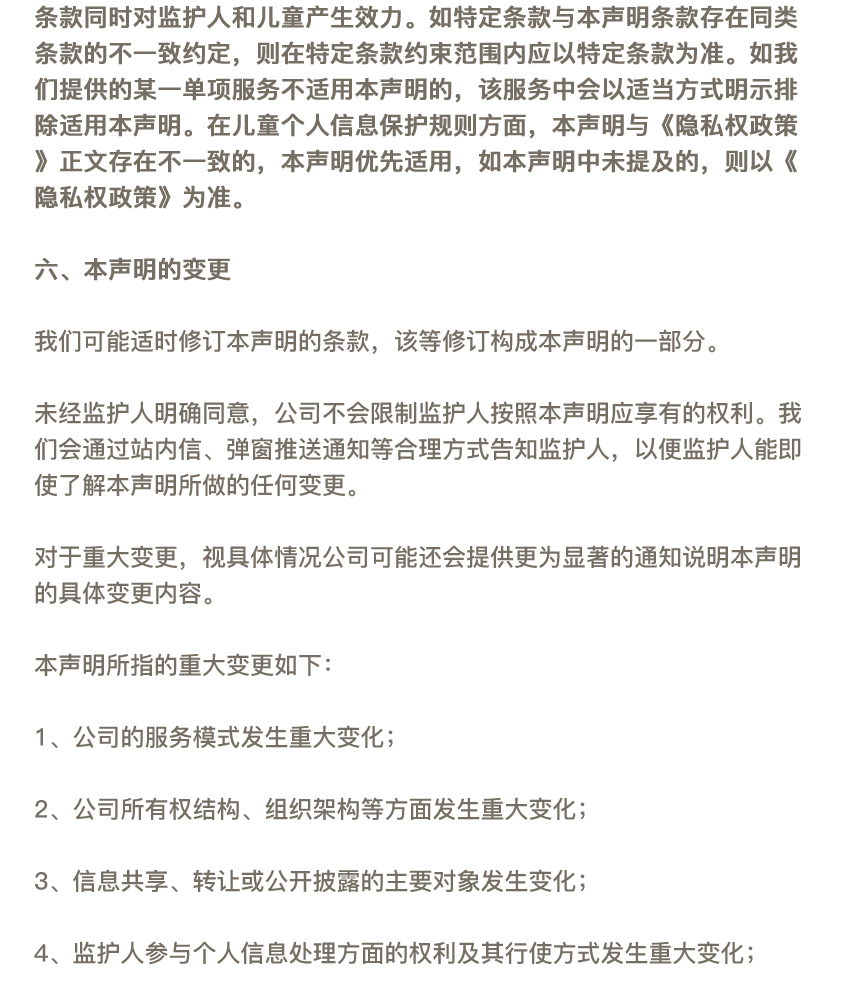 条款同时对监护人和儿童产生效力。如特定条款与本声明条款存在同类
条款的不一致约定，则在特定条款约束范围内应以特定条款为准。如我
们提供的某一单项服务不适用本声明的，该服务中会以适当方式明示排
除适用本声明。在儿童个人信息保护规则方面，本声明与《隐私权政策
》正文存在不一致的，本声明优先适用，如本声明中未提及的，则以《
隐私权政策》为准。
六、本声明的变更
我们可能适时修订本声明的条款，该等修订构成本声明的一部分。
未经监护人明确同意，公司不会限制监护人按照本声明应享有的权利。我
们会通过站内信、弹窗推送通知等合理方式告知监护人，以便监护人能即
使了解本声明所做的任何变更。
对于重大变更，视具体情况公司可能还会提供更为显著的通知说明本声明
的具体变更内容。
本声明所指的重大变更如下：
1、公司的服务模式发生重大变化；
2、公司所有权结构、组织架构等方面发生重大变化；
3、信息共享、转让或公开披露的主要对象发生变化；
4、监护人参与个人信息处理方面的权利及其行使方式发生重大变化；